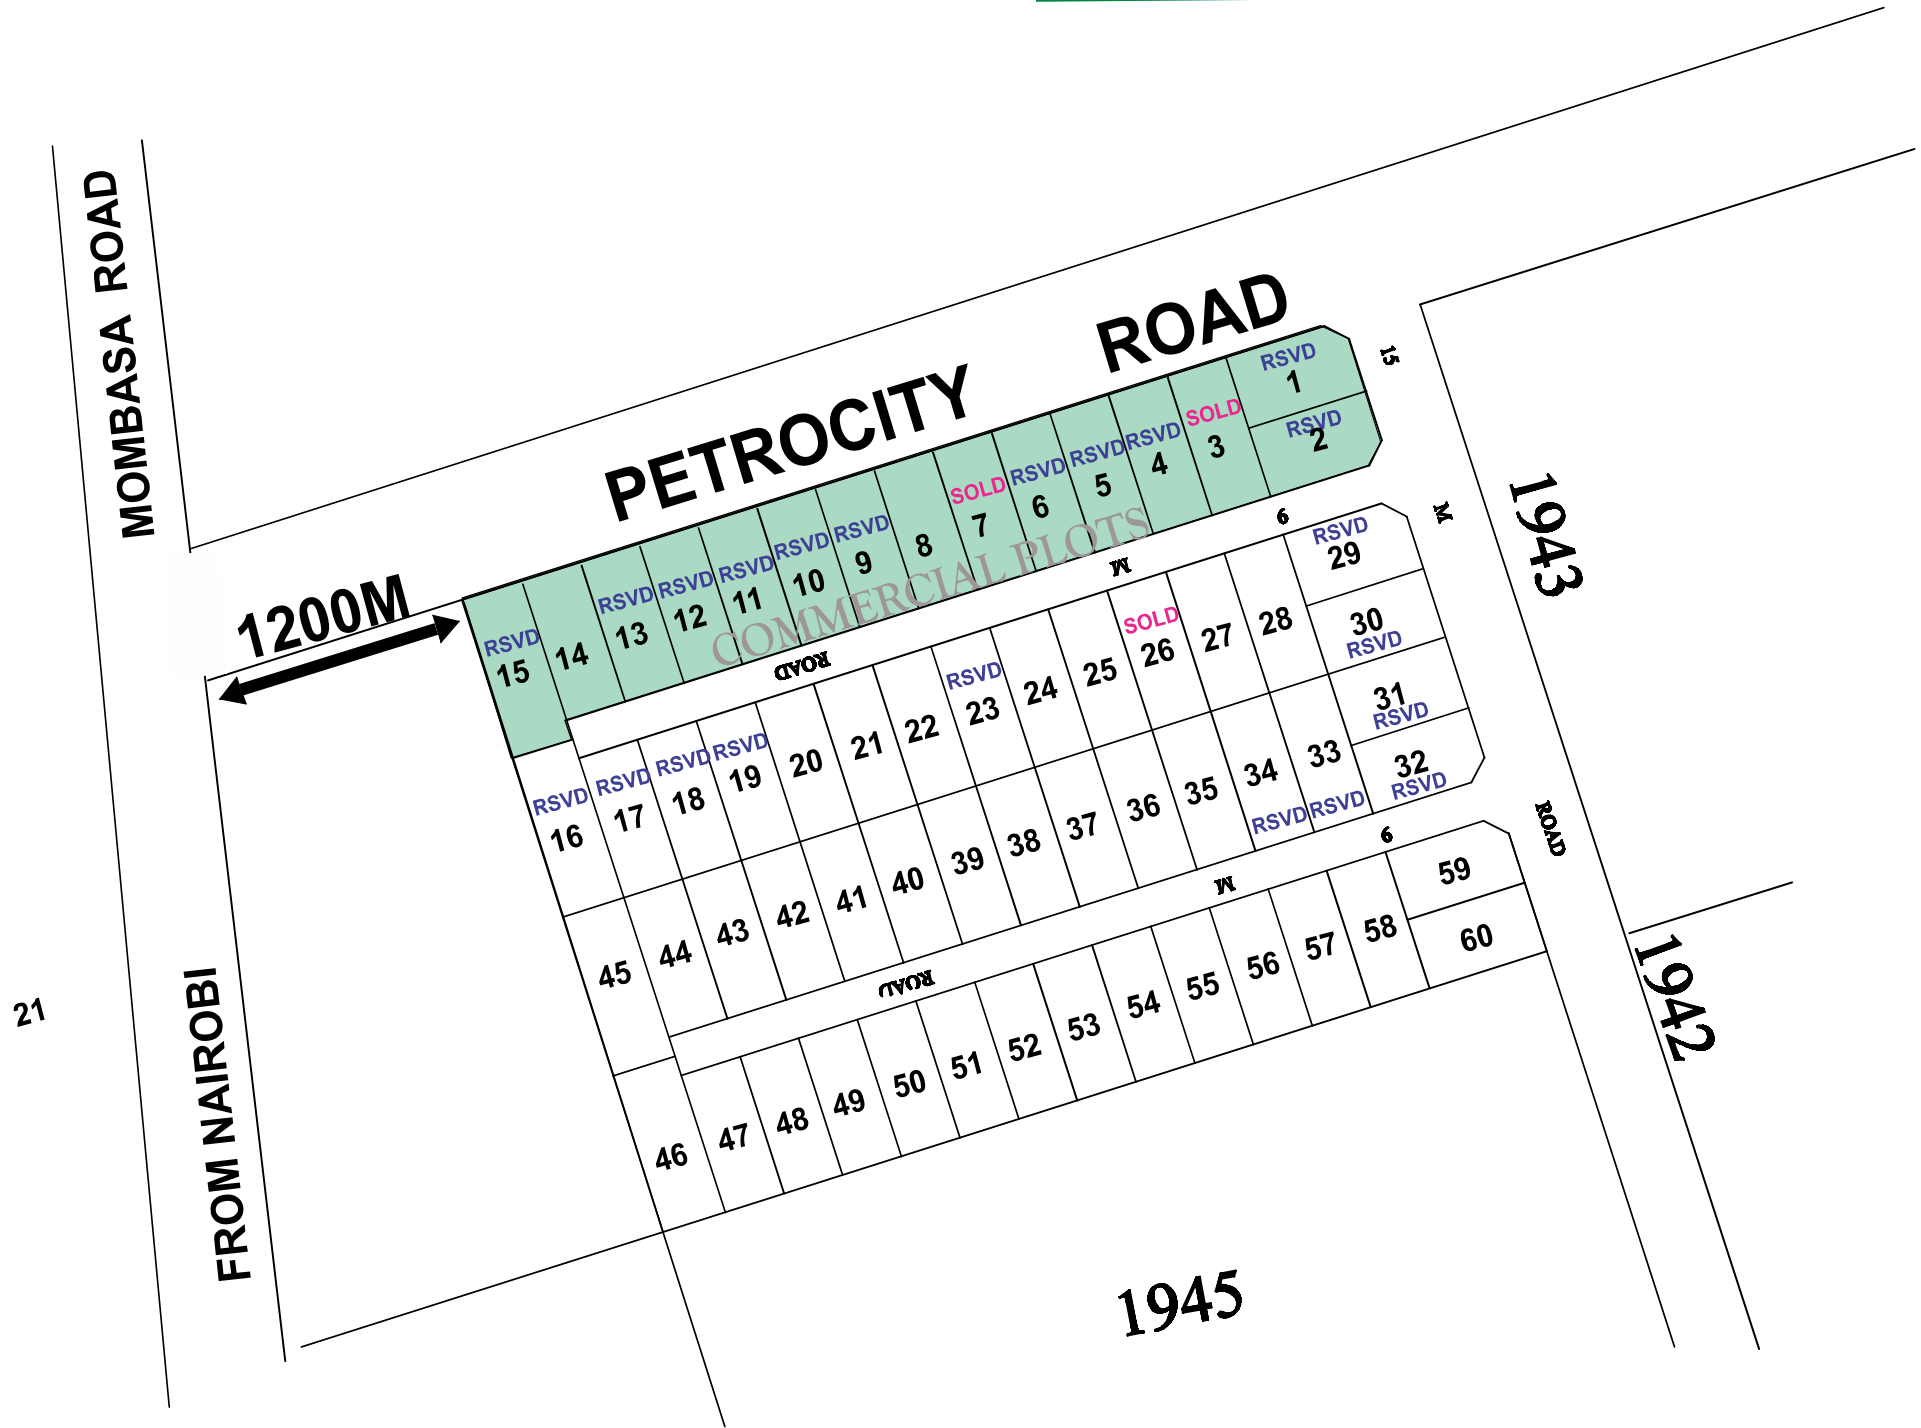 MOMBASA ROAD
FROM NAIROBI
21
1200M
PETROCITY ROAD
RSVD 1
RSVD 2
SOLD 3
RSVD 4
RSVD 5
RSVD 6
SOLD 7
8
RSVD 9
RSVD 10
RSVD 11
RSVD 12
RSVD 13
14
RSVD 15
COMMERCIAL PLOTS
ROAD M 9
15 M ROAD
RSVD 16
RSVD 17
RSVD 18
RSVD 19
20
21
22
RSVD 23
24
25
SOLD 26
27
28
RSVD 29
30 RSVD
31 RSVD
32 RSVD
33 RSVD
34 RSVD
35
36
37
38
39
40
41
42
43
44
45
ROAD M 9
46
47
48
49
50
51
52
53
54
55
56
57
58
59
60
1943
1942
1945